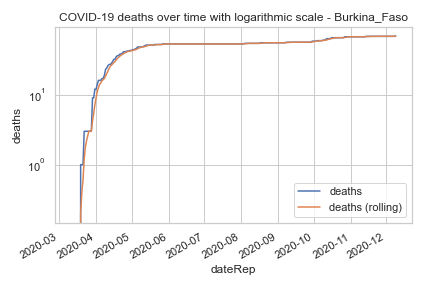 COVID-19 deaths over time with logarithmic scale - Burkina_Faso
deaths
10¹
10⁰
deaths
deaths (rolling)
2020-03
2020-04
2020-05
2020-06
2020-07
2020-08
2020-09
2020-10
2020-11
2020-12
dateRep